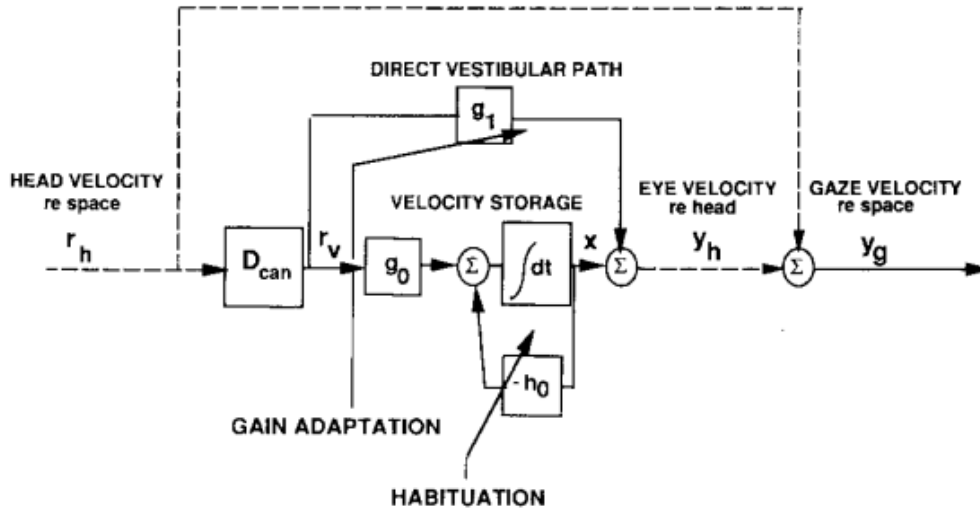 DIRECT VESTIBULAR PATH
g1
HEAD VELOCITY
re space
VELOCITY STORAGE
EYE VELOCITY
re head
GAZE VELOCITY
re space
rh
Dcan
rv
g0
Σ
∫dt
x
Σ
yh
Σ
yg
-h0
GAIN ADAPTATION
HABITUATION